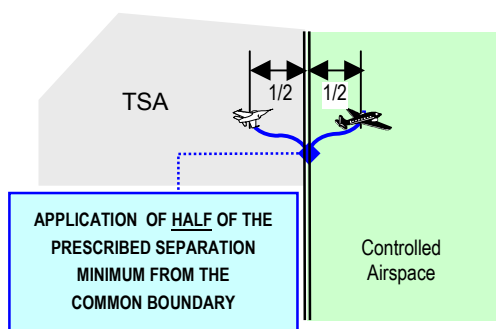 1/2 1/2
TSA
APPLICATION OF HALF OF THE
PRESCRIBED SEPARATION
MINIMUM FROM THE
COMMON BOUNDARY
Controlled
Airspace